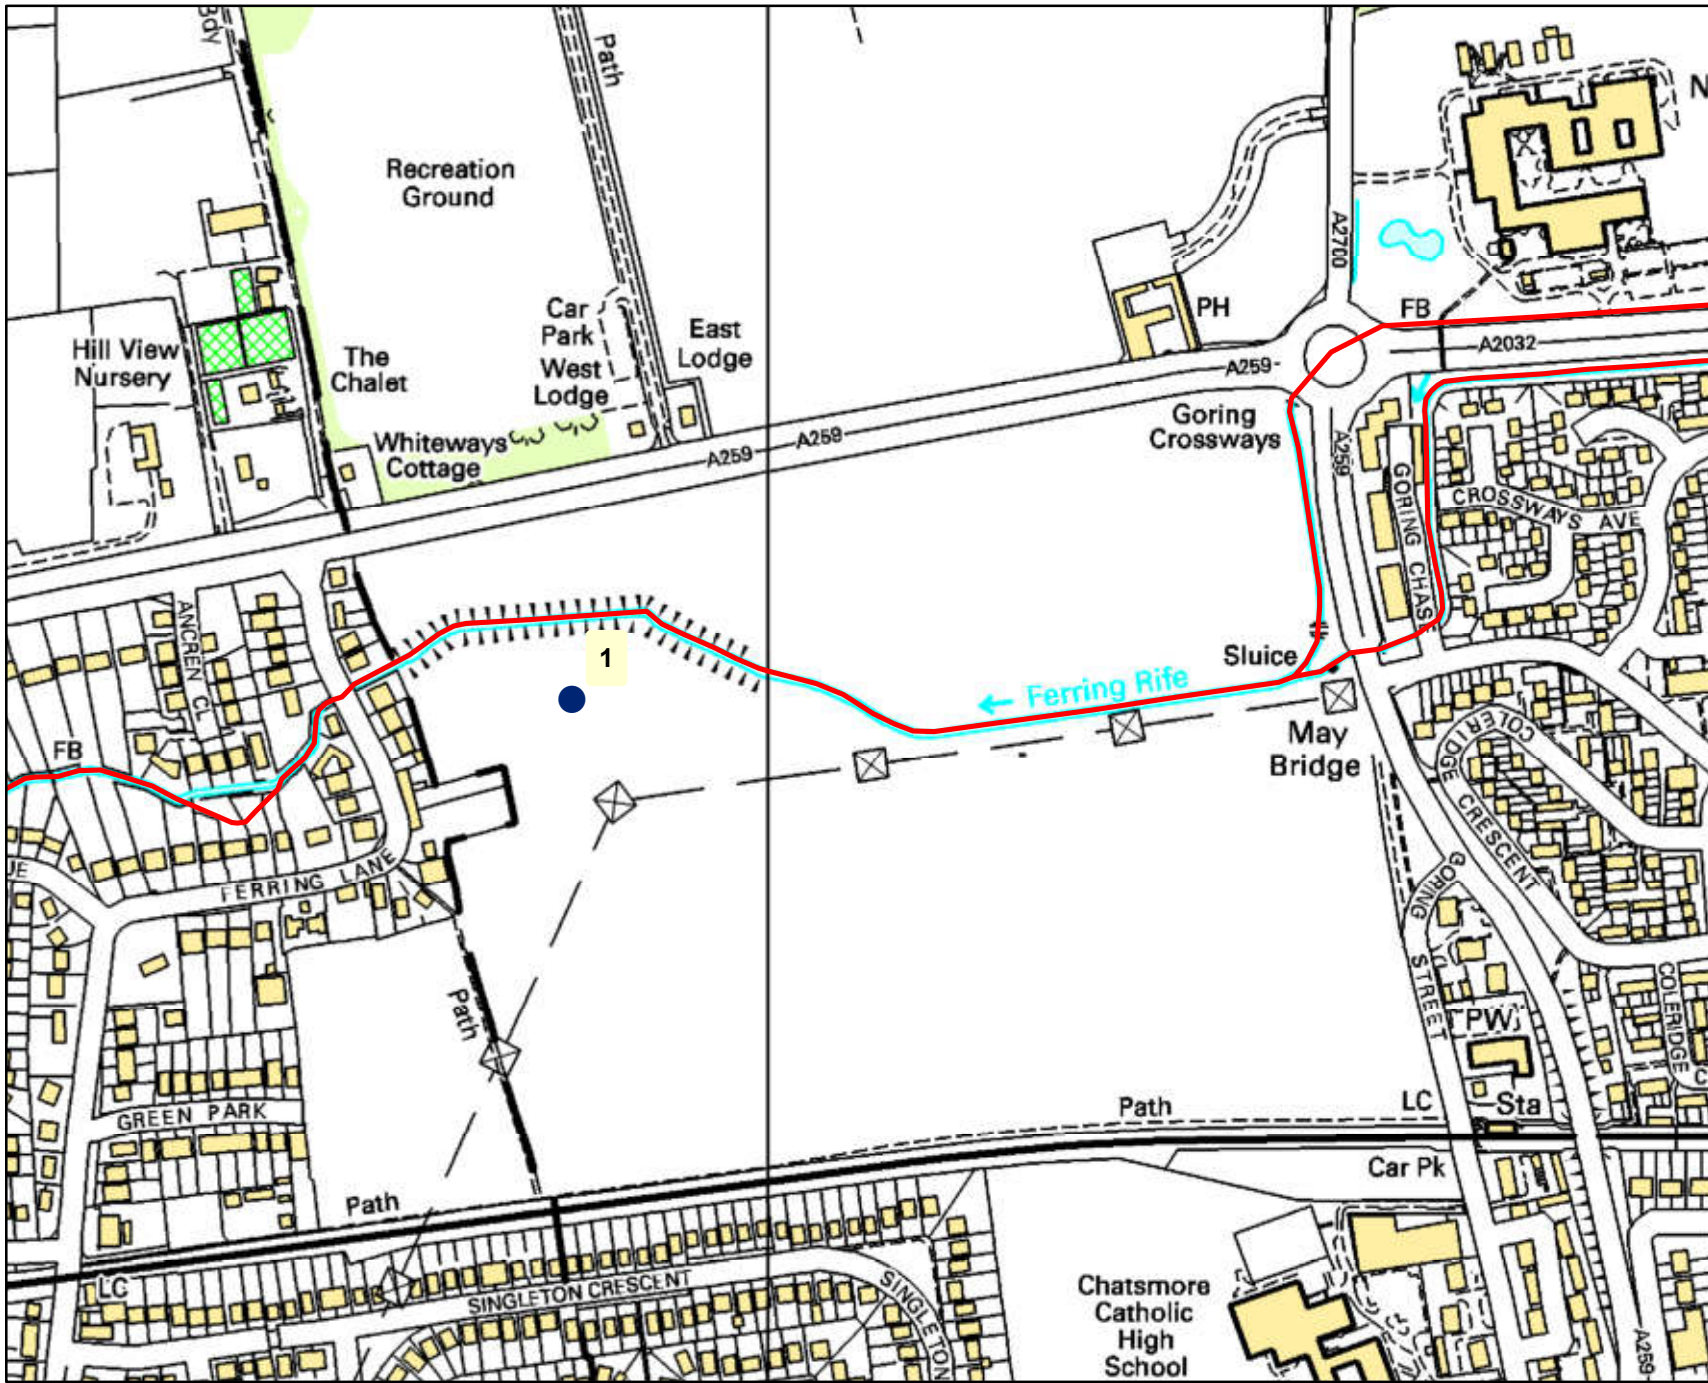 Bdy
Path
N
Recreation
Ground
A2700
Car
Park
East
Lodge
PH
FB
Hill View
Nursery
The
Chalet
West
Lodge
A259
A2032
Goring
Crossways
Whiteways
Cottage
A259
A259
A259
GORING CHASE
CROSSWAYS AVE
ANCREN CL
1
Sluice
Ferring Rife
FB
May
Bridge
COLERIDGE CRESCENT
UE
FERRING LANE
GORING STREET
COLERIDGE
C
Path
PW
GREEN PARK
Path
LC
Sta
Path
Car Pk
LC
SINGLETON CRESCENT
SINGLETON
Chatsmore
Catholic
High
School
A259